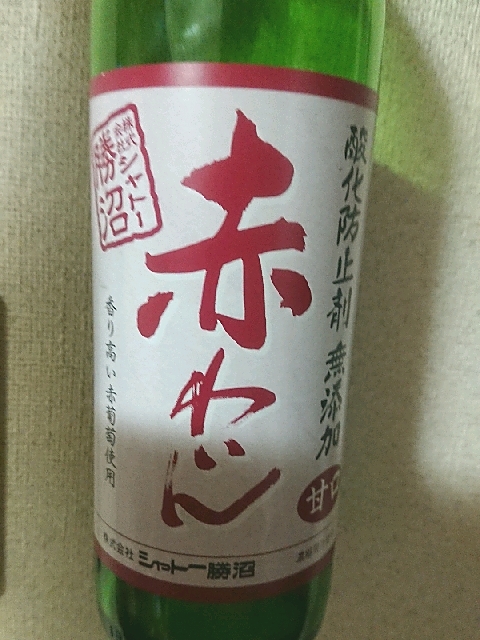 酸化防止剤 無添加
甘口
赤わいん
株式
会社
シャトー
勝沼
香り高い赤葡萄使用
株式会社 シャトー勝沼